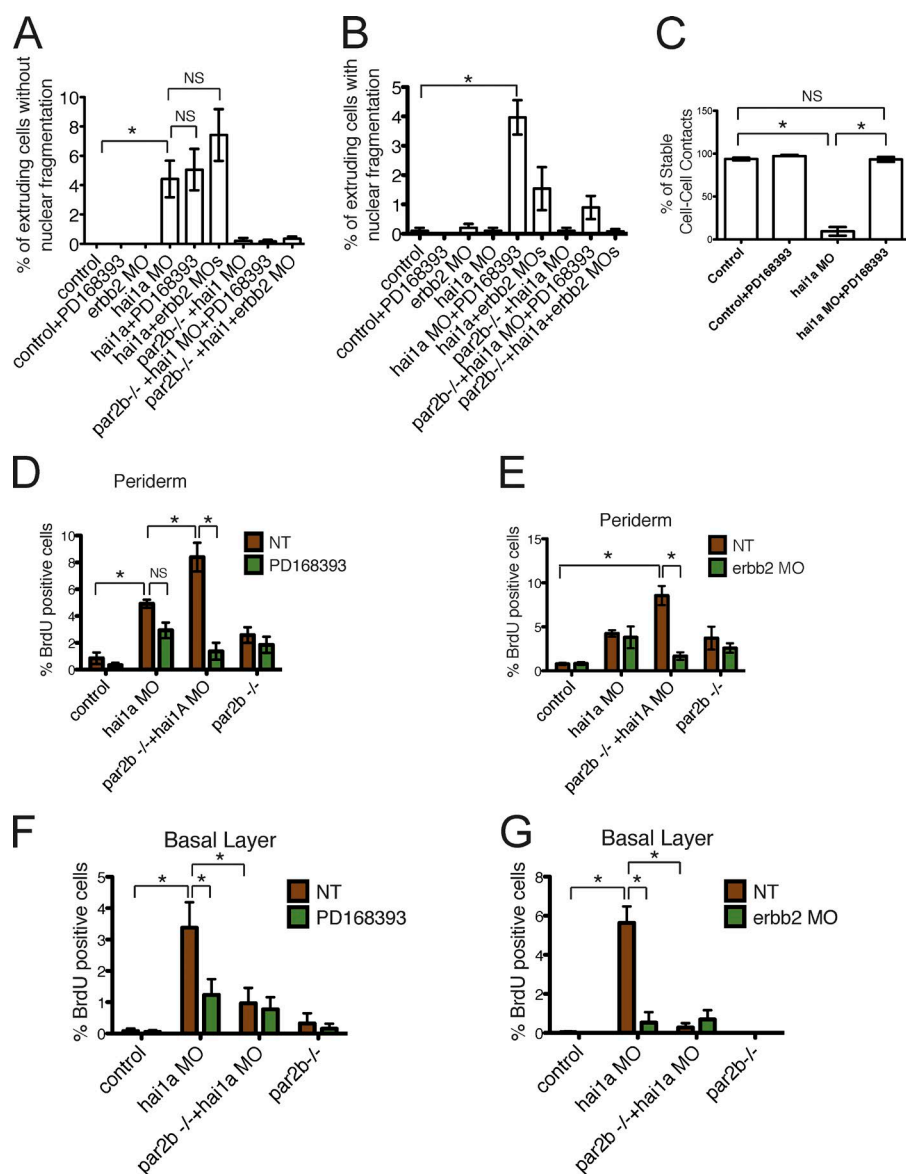 A
% of extruding cells without
nuclear fragmentation
10
8
6
4
2
0
*
NS
NS
control
control+PD168393
erbb2 MO
hai1a MO
hai1a+PD168393
hai1a+erbb2 MOs
par2b-/- +hai1 MO
par2b-/- +hai1 MO+PD168393
par2b-/- +hai1+erbb2 MO
B
% of extruding cells with
nuclear fragmentation
5
4
3
2
1
0
*
control
control+PD168393
erbb2 MO
hai1a MO
hai1a MO+PD168393
hai1a+erbb2 MOs
par2b-/-+hai1a MO
par2b-/-+hai1a MO+PD168393
par2b-/-+hai1a+erbb2 MOs
C
% of Stable
Cell-Cell Contacts
100
50
0
NS
*
*
Control
Control+PD168393
hai1a MO
hai1a MO+PD168393
D
Periderm
% BrdU positive cells
10
8
6
4
2
0
*
NS
*
*
NT
PD168393
control
hai1a MO
par2b -/-+hai1A MO
par2b -/-
E
Periderm
% BrdU positive cells
15
10
5
0
*
*
NT
erbb2 MO
control
hai1a MO
par2b -/- +hai1A MO
par2b -/-
F
Basal Layer
% BrdU positive cells
5
4
3
2
1
0
*
*
*
NT
PD168393
control
hai1a MO
par2b -/-+hai1a MO
par2b-/-
G
Basal Layer
% BrdU positive cells
8
6
4
2
0
*
*
*
NT
erbb2 MO
control
hai1a MO
par2b -/-+hai1a MO
par2b-/-